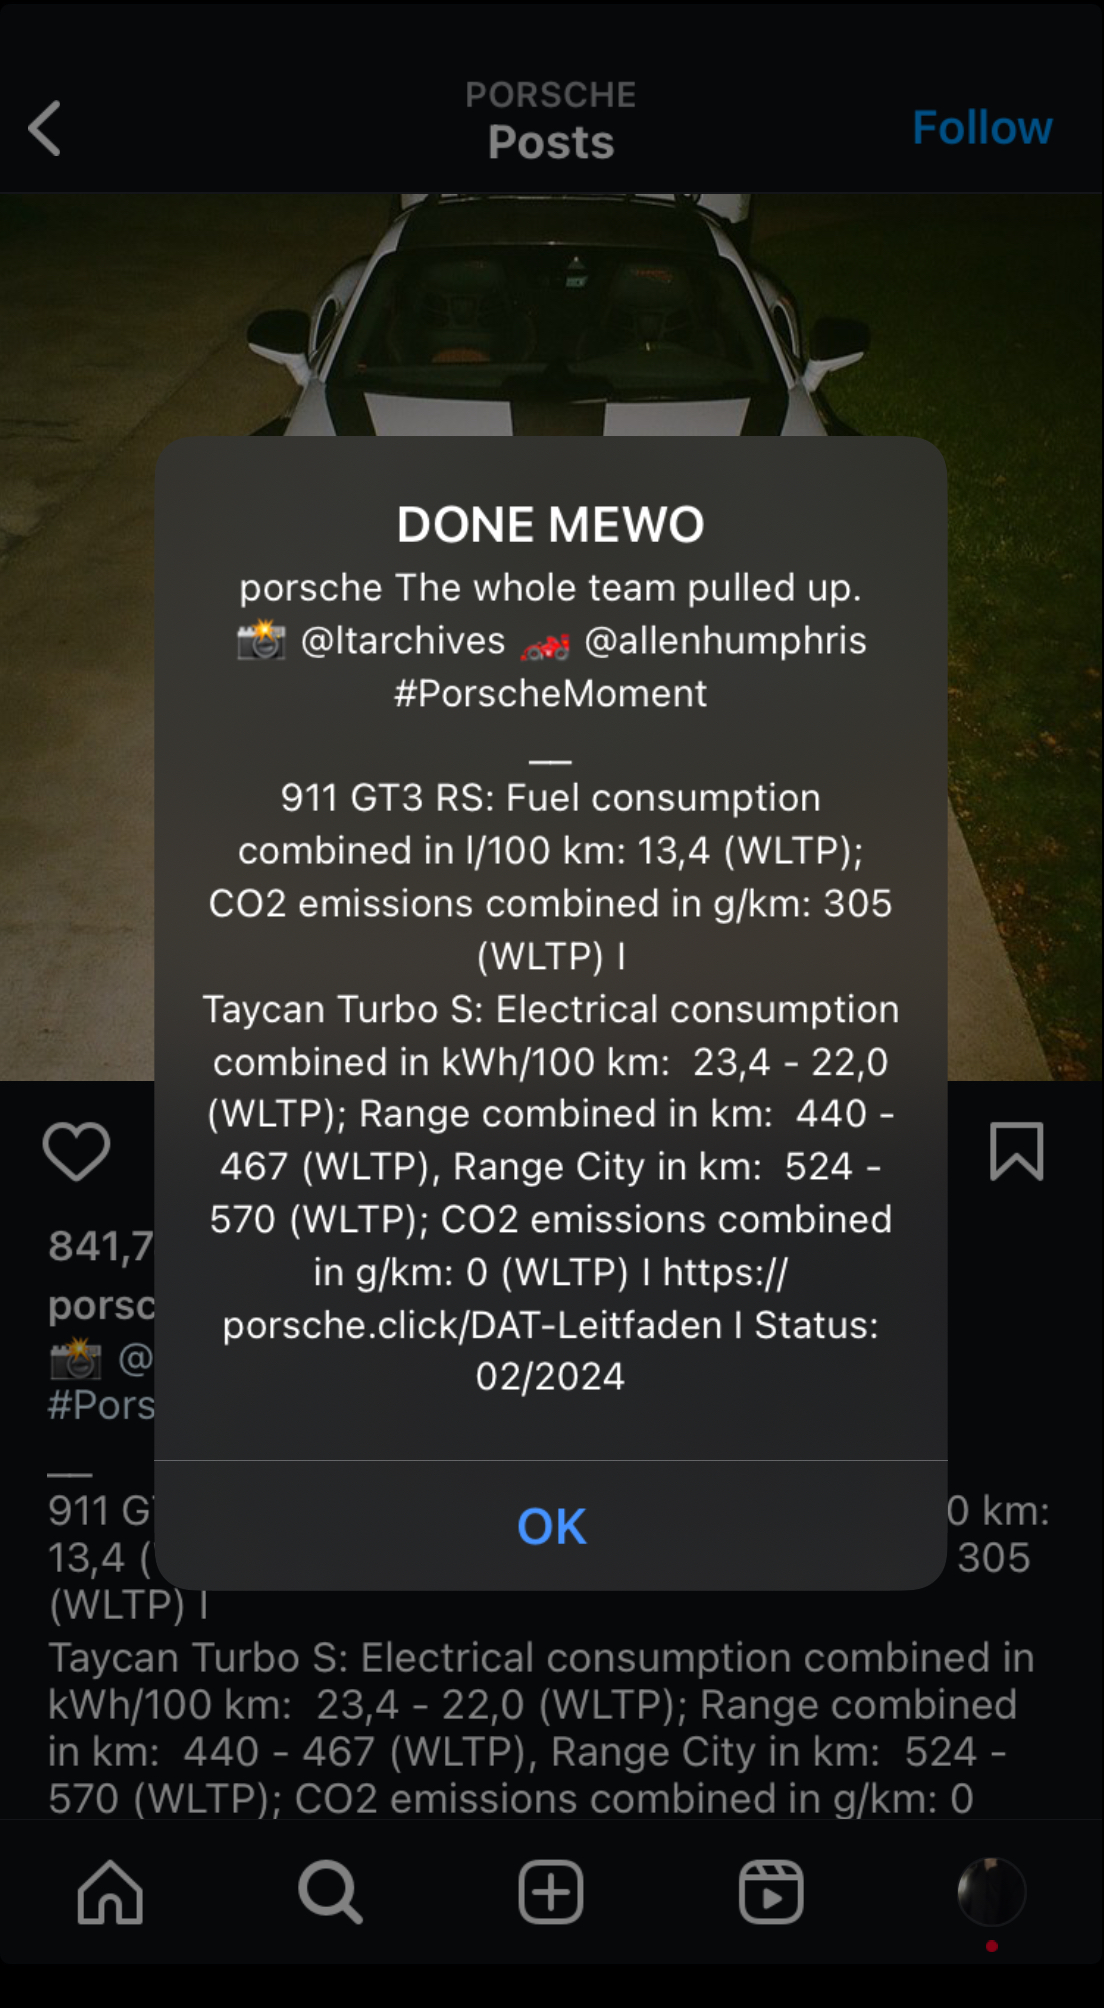 PORSCHE
Posts
Follow
DONE MEWO
porsche The whole team pulled up.
📸 @ltarchives 🏎️ @allenhumphris
#PorscheMoment
__
911 GT3 RS: Fuel consumption
combined in l/100 km: 13,4 (WLTP);
CO2 emissions combined in g/km: 305
(WLTP) I
Taycan Turbo S: Electrical consumption
combined in kWh/100 km:  23,4 - 22,0
(WLTP); Range combined in km:  440 -
467 (WLTP), Range City in km:  524 -
570 (WLTP); CO2 emissions combined
in g/km: 0 (WLTP) I https://
porsche.click/DAT-Leitfaden I Status:
02/2024
OK
841,7
porsc
📸 @
#Pors
__
911 G 0 km:
13,4 ( 305
(WLTP) I
Taycan Turbo S: Electrical consumption combined in
kWh/100 km:  23,4 - 22,0 (WLTP); Range combined
in km:  440 - 467 (WLTP), Range City in km:  524 -
570 (WLTP); CO2 emissions combined in g/km: 0